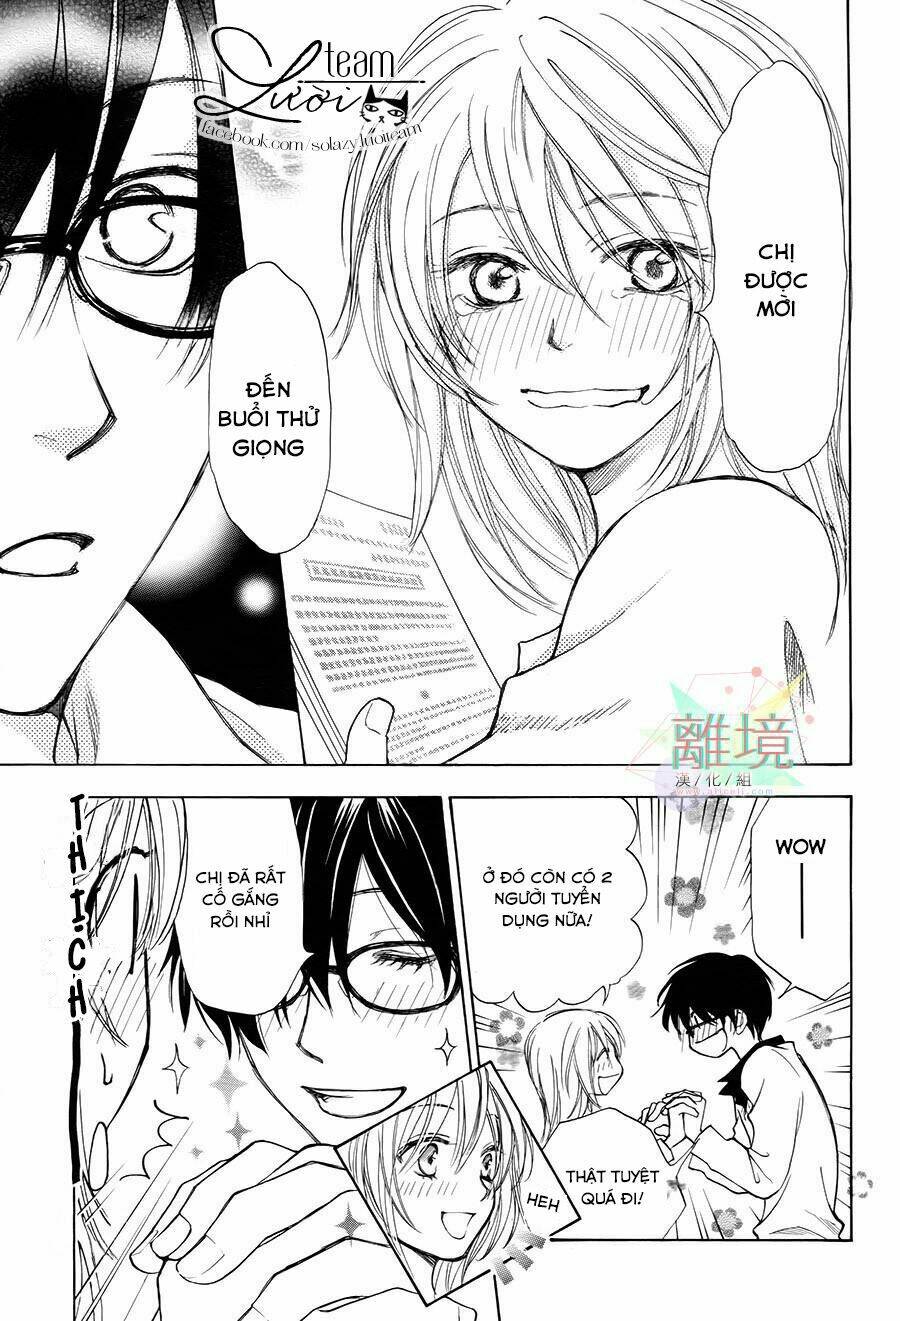 team
Lười
facebook.com/solazy.luoiteam
CHỊ
ĐƯỢC
MỜI
ĐẾN
BUỔI THỬ
GIỌNG
離境
漢/化/組
WOW
Ở ĐÓ CÒN CÓ 2
NGƯỜI TUYỂN
DỤNG NỮA!
THẬT TUYỆT
QUÁ ĐI!
CHỊ ĐÃ RẤT
CỐ GẮNG
RỒI NHỈ
THỊCH
HEH